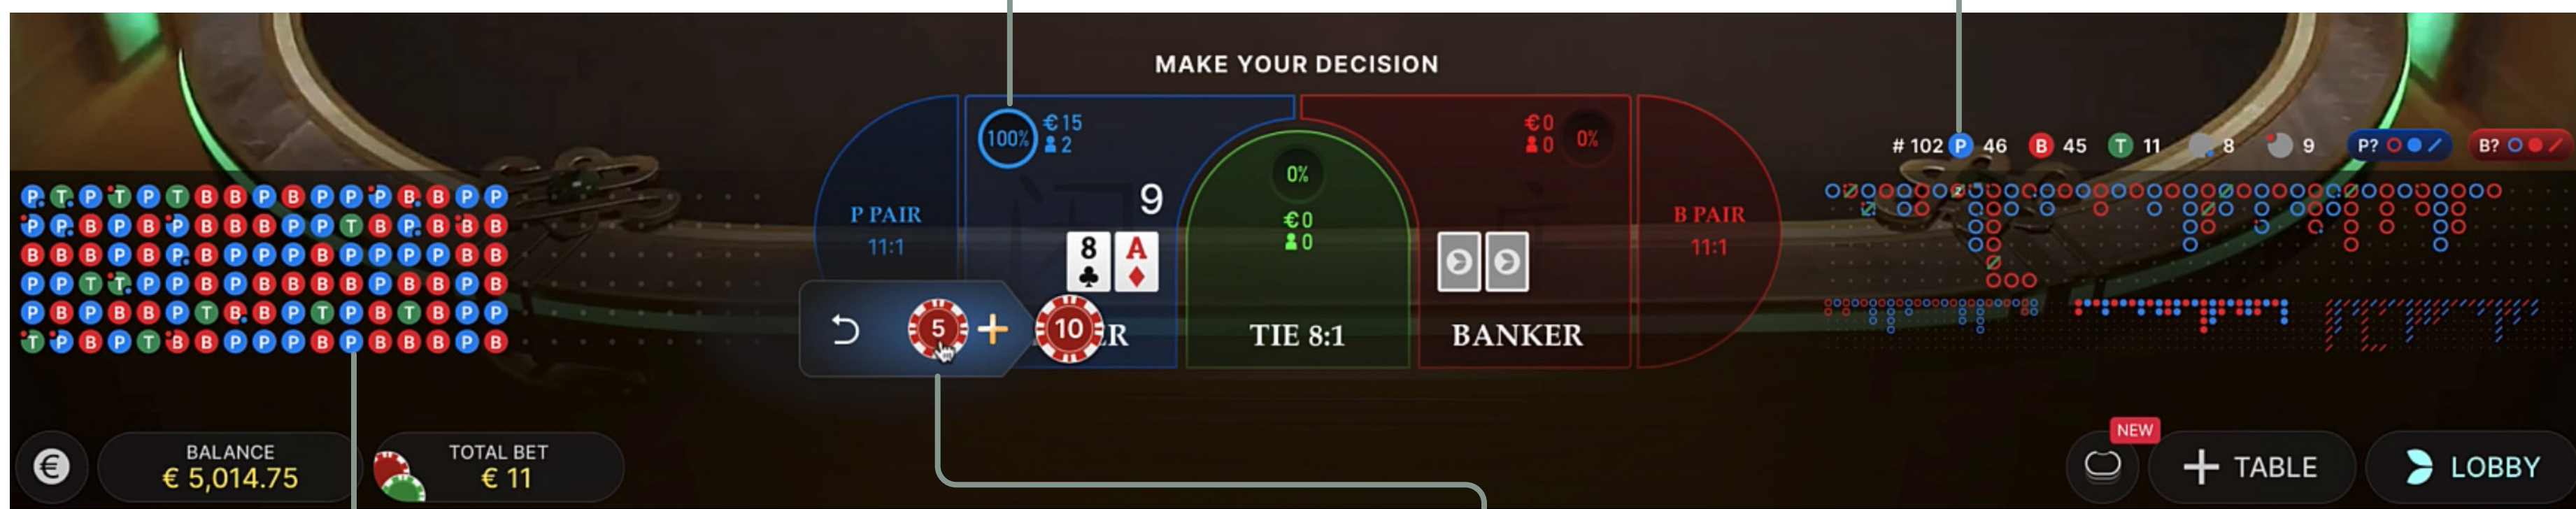 MAKE YOUR DECISION
100% € 15
2
€ 0 0%
0
# 102 P 46 B 45 T 11 8 9 P? B?
0%
€ 0
0
9
P PAIR
11:1
B PAIR
11:1
8 A
P T P T P T B B P B P P P B B P P
P P B P B P B B B P P T B P B B B
B B B P B P B P P P B P P P P B B
P P T T P P B P B B B B P B B P B
P B P B B P T B B P T P B T B P P
T P B P T B B P P P B P B B B P B
5 + 10 ER
TIE 8:1
BANKER
BALANCE
€ 5,014.75
TOTAL BET
€ 11
€
NEW
TABLE
LOBBY